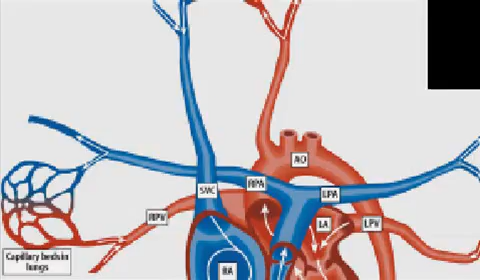 AO
SVC
RPA
LPA
RPV
LA
LPV
Capillary beds in
lungs
RA